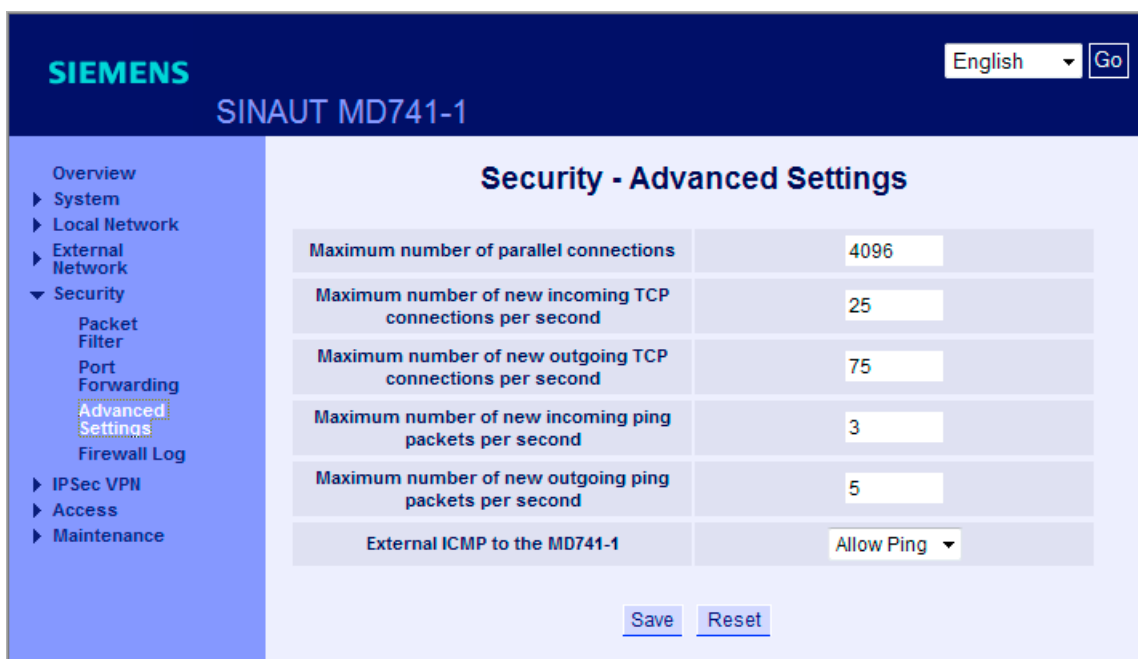 SIEMENS
SINAUT MD741-1
English
Go
Overview
System
Local Network
External
Network
Security
Packet
Filter
Port
Forwarding
Advanced
Settings
Firewall Log
IPSec VPN
Access
Maintenance
Security - Advanced Settings
Maximum number of parallel connections
4096
Maximum number of new incoming TCP
connections per second
25
Maximum number of new outgoing TCP
connections per second
75
Maximum number of new incoming ping
packets per second
3
Maximum number of new outgoing ping
packets per second
5
External ICMP to the MD741-1
Allow Ping
Save
Reset